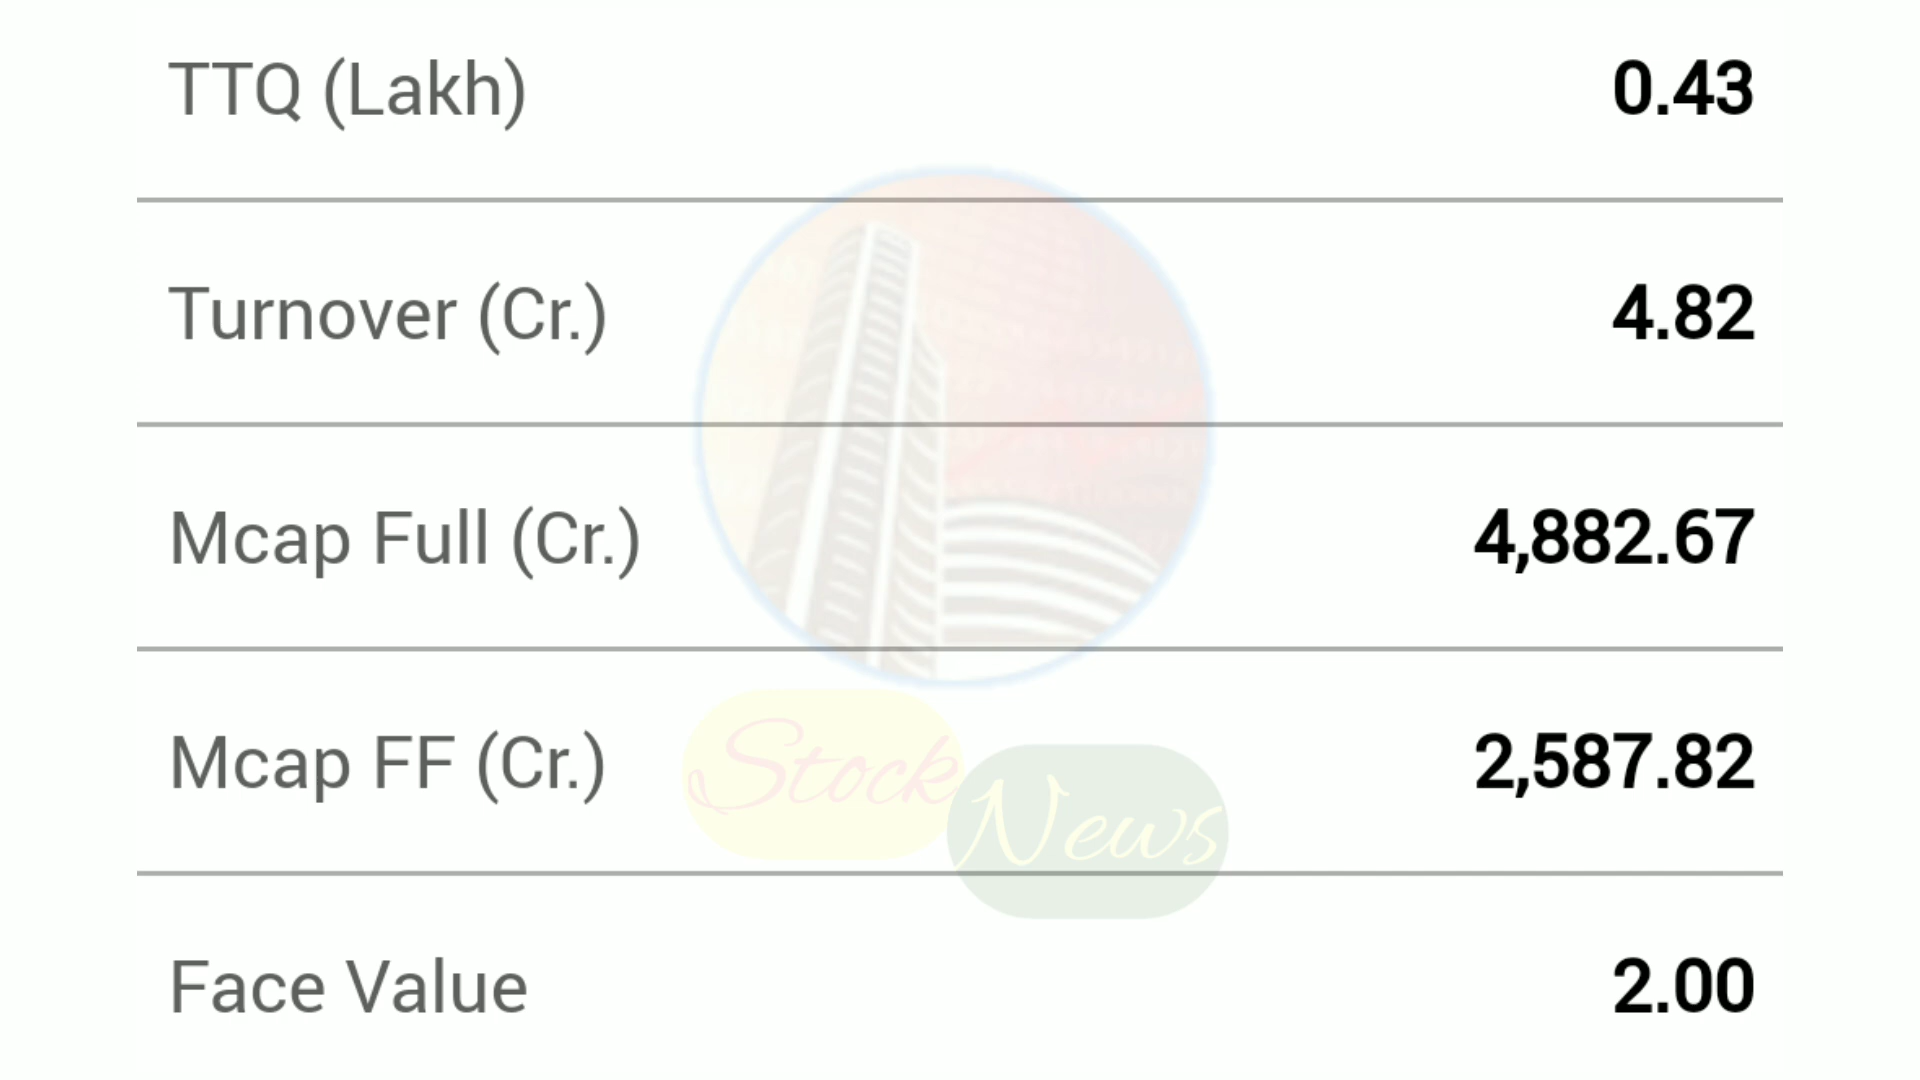 TTQ (Lakh) 0.43
Turnover (Cr.) 4.82
Mcap Full (Cr.) 4,882.67
Mcap FF (Cr.) 2,587.82
Stock
News
Face Value 2.00